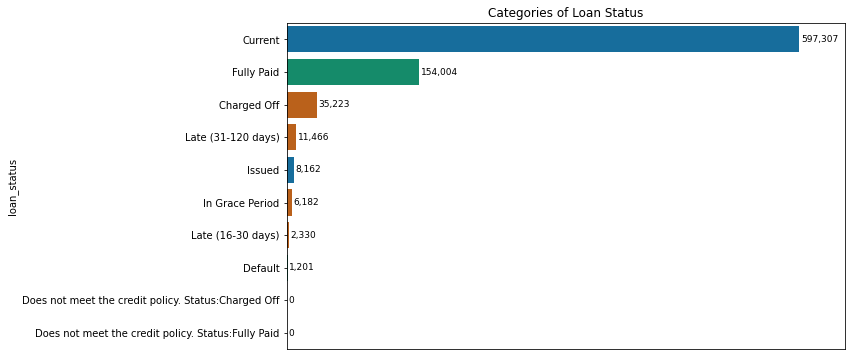 Categories of Loan Status
loan_status
Current 597,307
Fully Paid 154,004
Charged Off 35,223
Late (31-120 days) 11,466
Issued 8,162
In Grace Period 6,182
Late (16-30 days) 2,330
Default 1,201
Does not meet the credit policy. Status:Charged Off 0
Does not meet the credit policy. Status:Fully Paid 0